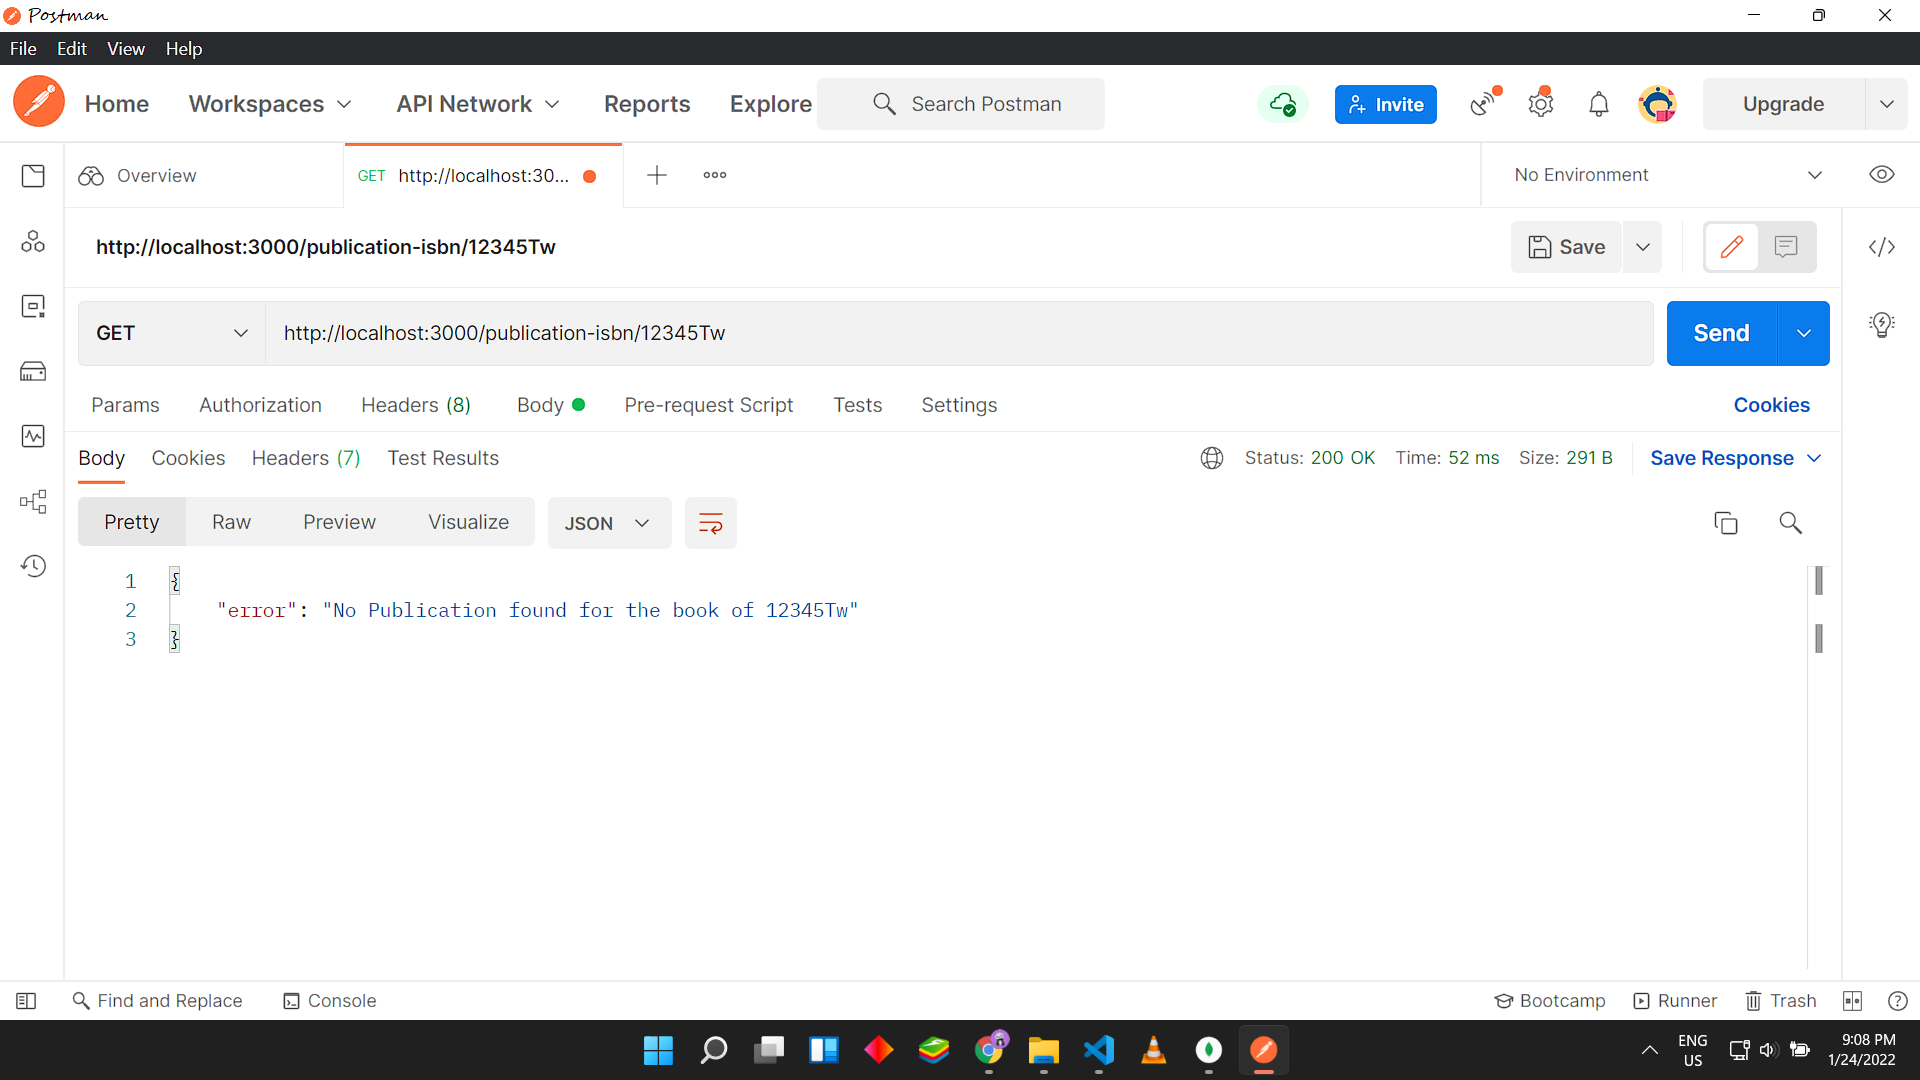 Postman
File Edit View Help
Home Workspaces API Network Reports Explore Search Postman Invite Upgrade
Overview GET http://localhost:30... No Environment
http://localhost:3000/publication-isbn/12345Tw Save
GET http://localhost:3000/publication-isbn/12345Tw Send
Params Authorization Headers (8) Body Pre-request Script Tests Settings Cookies
Body Cookies Headers (7) Test Results Status: 200 OK Time: 52 ms Size: 291 B Save Response
Pretty Raw Preview Visualize JSON
1 {
2 "error": "No Publication found for the book of 12345Tw"
3 }
Find and Replace Console Bootcamp Runner Trash
ENG 9:08 PM
US 1/24/2022